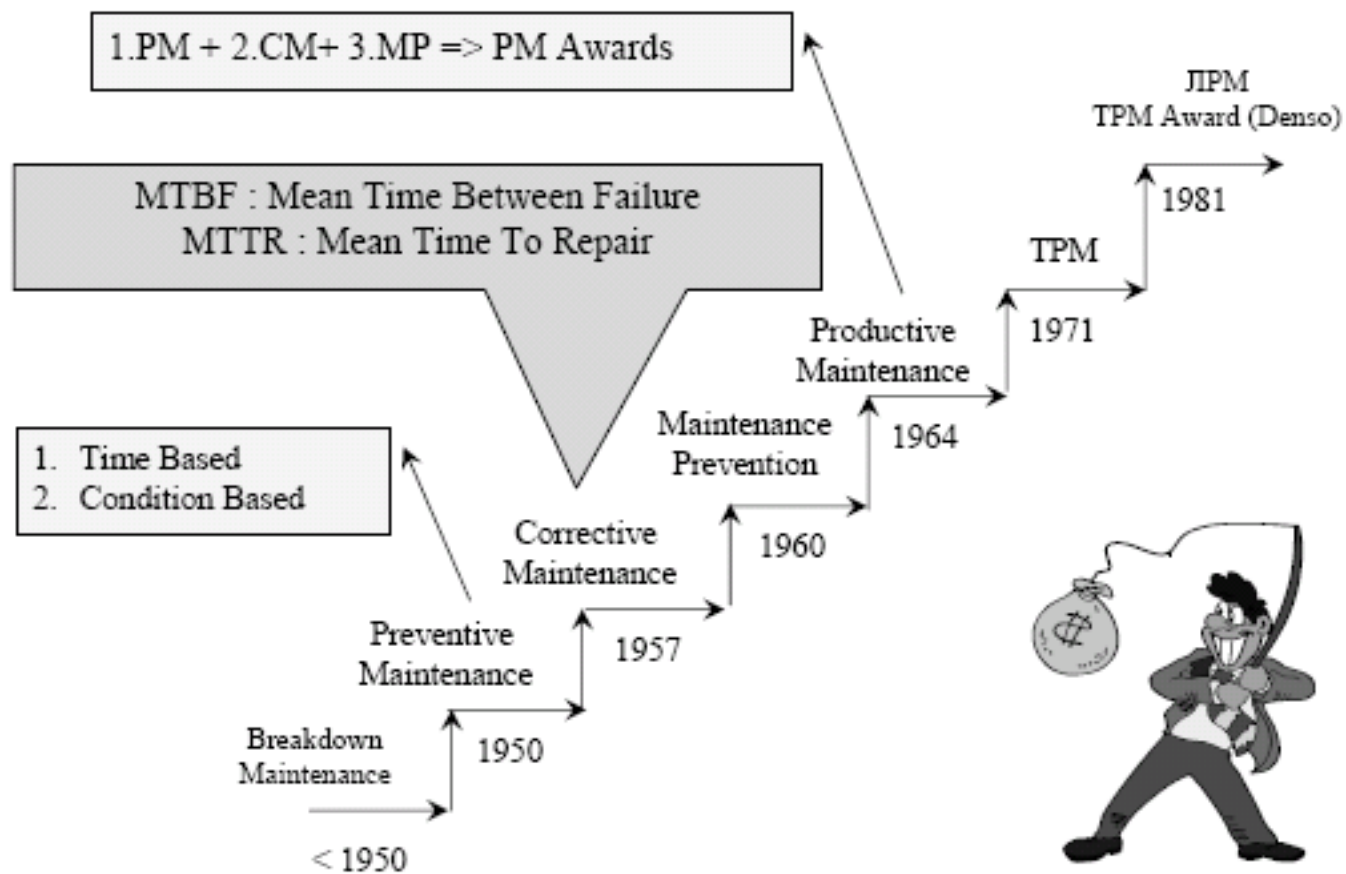 1.PM + 2.CM+ 3.MP => PM Awards
JIPM
TPM Award (Denso)
MTBF : Mean Time Between Failure
MTTR : Mean Time To Repair
1981
TPM
1971
Productive
Maintenance
1964
Maintenance
Prevention
1960
1. Time Based
2. Condition Based
Corrective
Maintenance
1957
Preventive
Maintenance
1950
Breakdown
Maintenance
< 1950